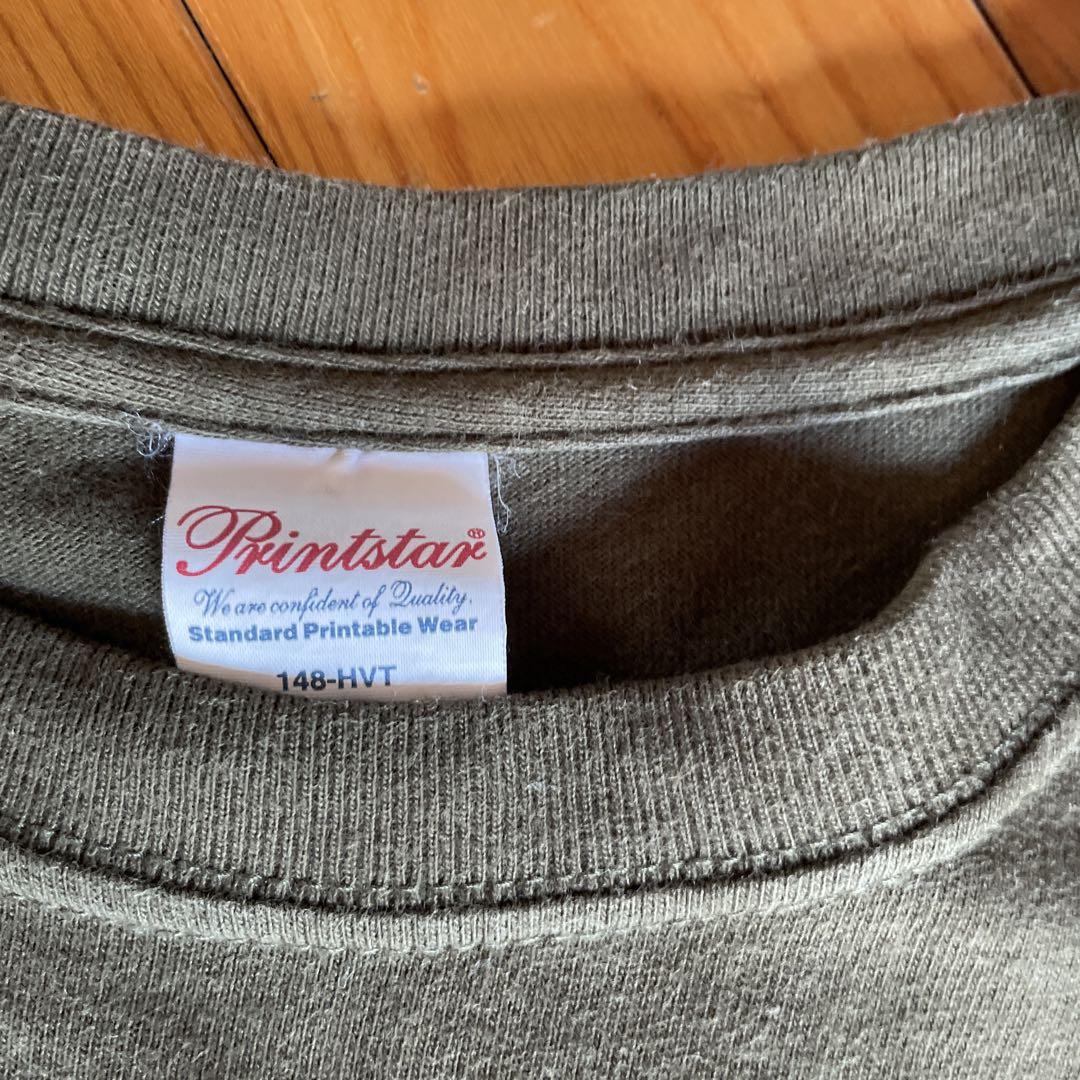 Printstar®
We are confident of Quality.
Standard Printable Wear
148-HVT